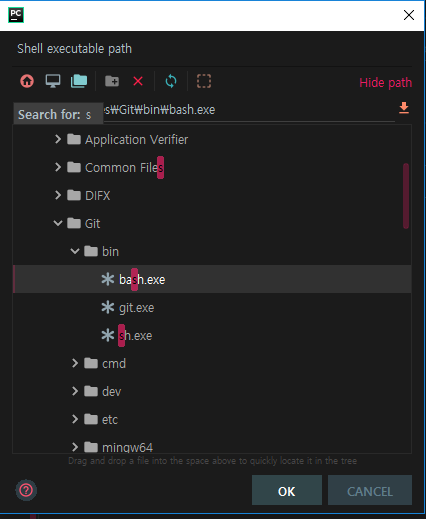 PC
Shell executable path
Hide path
Search for: s
es₩Git₩bin₩bash.exe
Application Verifier
Common Files
DIFX
Git
bin
bash.exe
git.exe
sh.exe
cmd
dev
etc
mingw64
Drag and drop a file into the space above to quickly locate it in the tree
?
OK
CANCEL